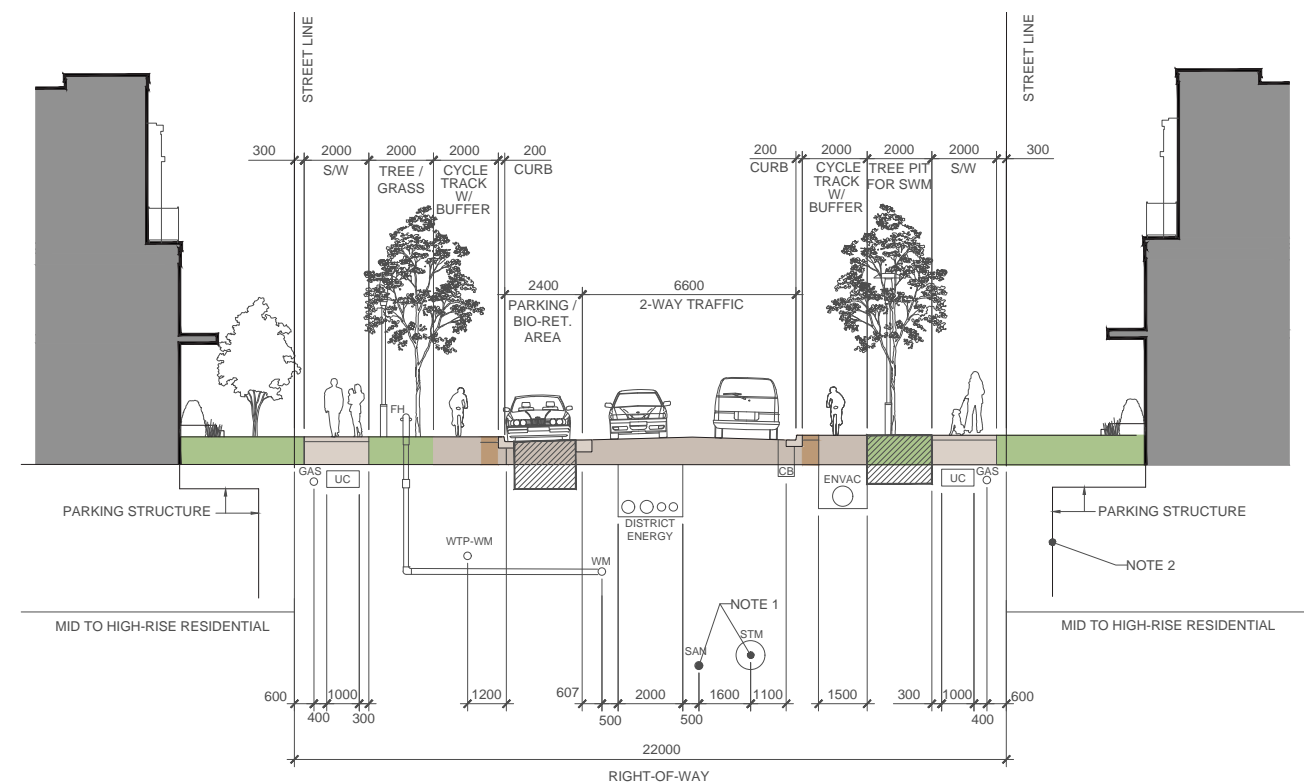 STREET LINE
STREET LINE
300
2000
2000
2000
200
200
2000
2000
2000
300
S/W
TREE /
GRASS
CYCLE
TRACK
W/
BUFFER
CURB
CURB
CYCLE
TRACK
W/
BUFFER
TREE PIT
FOR SWM
S/W
2400
6600
PARKING /
BIO-RET.
AREA
2-WAY TRAFFIC
FH
GAS
UC
CB
ENVAC
UC
GAS
PARKING STRUCTURE
DISTRICT
ENERGY
PARKING STRUCTURE
WTP-WM
WM
NOTE 2
NOTE 1
MID TO HIGH-RISE RESIDENTIAL
SAN
STM
MID TO HIGH-RISE RESIDENTIAL
600
1000
1200
607
2000
1600
1100
1500
300
1000
600
400
300
500
500
400
22000
RIGHT-OF-WAY